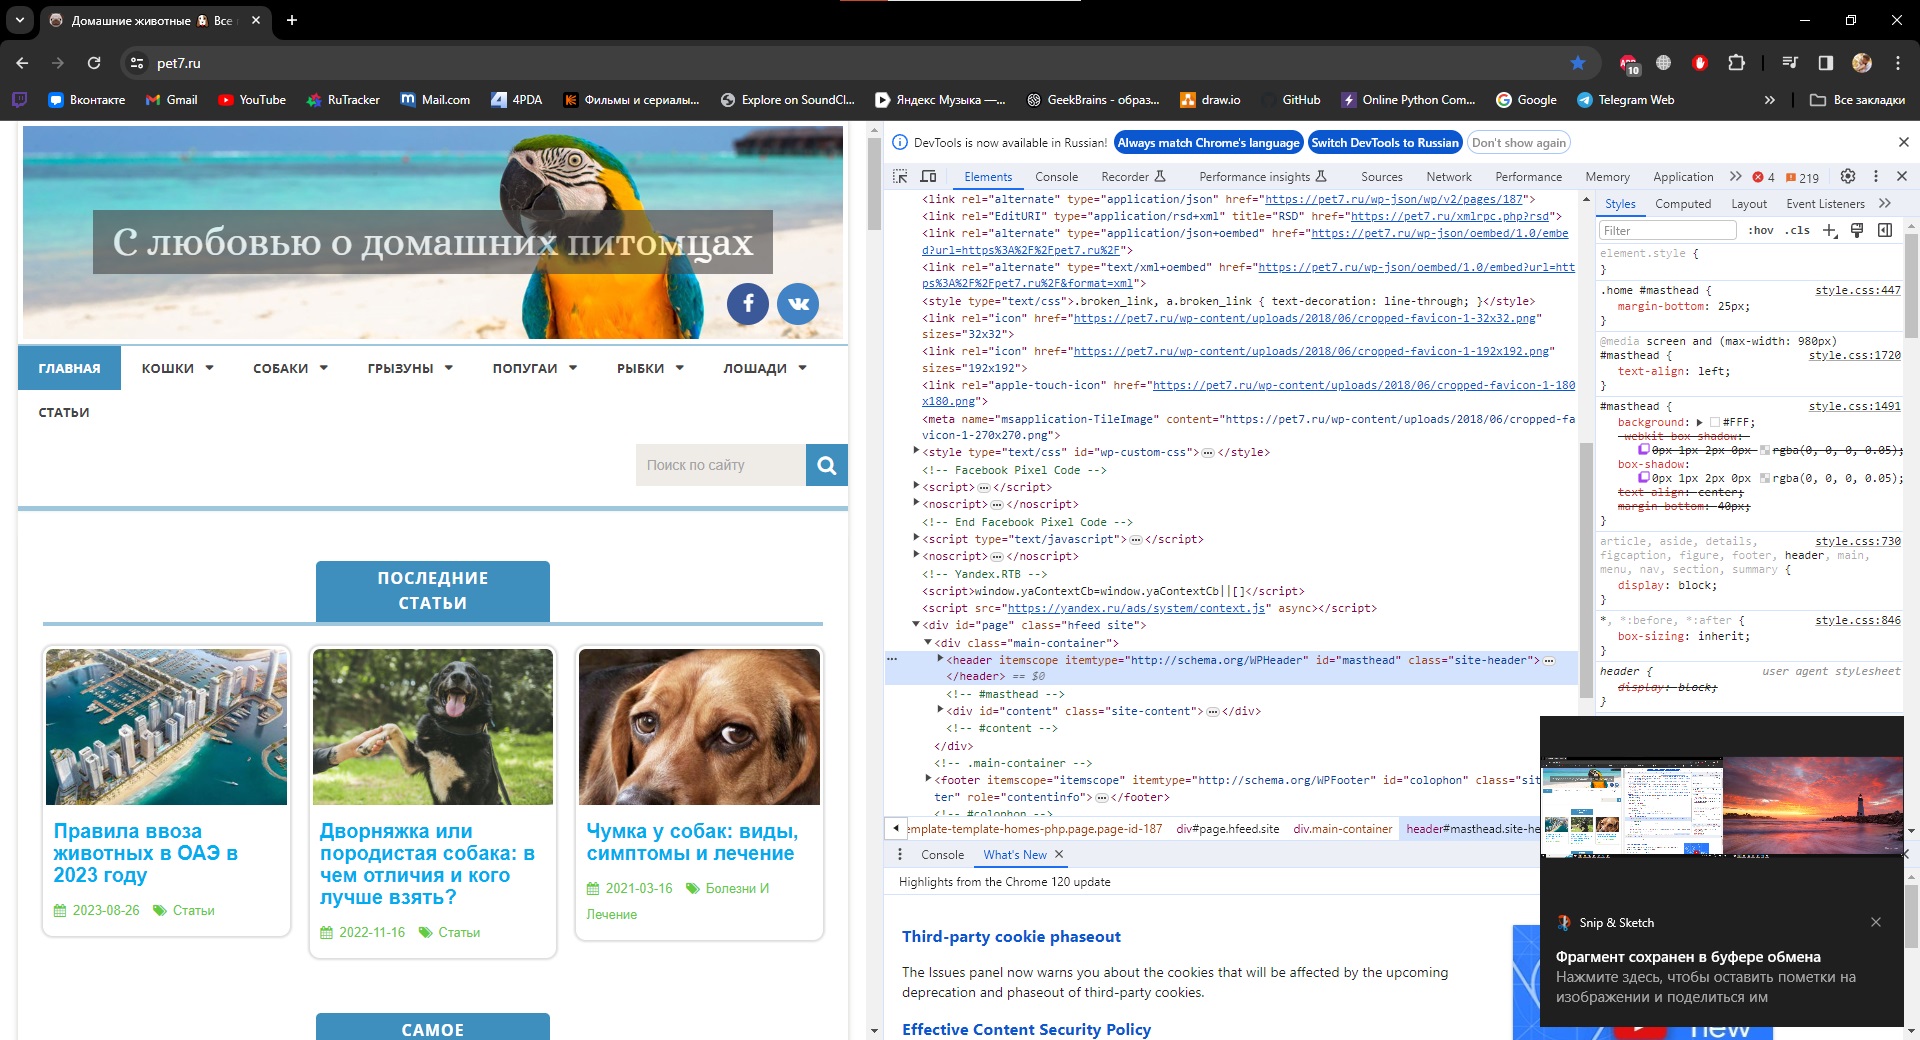 Домашние животные
Все
pet7.ru
10
Вконтакте
Gmail
YouTube
RuTracker
Mail.com
4PDA
Фильмы и сериалы...
Explore on SoundCl...
Яндекс Музыка —...
GeekBrains - образ...
draw.io
GitHub
Online Python Com...
Google
Telegram Web
Все закладки
С любовью о домашних питомцах
ГЛАВНАЯ
КОШКИ
СОБАКИ
ГРЫЗУНЫ
ПОПУГАИ
РЫБКИ
ЛОШАДИ
СТАТЬИ
Поиск по сайту
ПОСЛЕДНИЕ
СТАТЬИ
Правила ввоза
животных в ОАЭ в
2023 году
2023-08-26 Статьи
Дворняжка или
породистая собака: в
чем отличия и кого
лучше взять?
2022-11-16 Статьи
Чумка у собак: виды,
симптомы и лечение
2021-03-16 Болезни И
Лечение
САМОЕ
DevTools is now available in Russian!
Always match Chrome's language
Switch DevTools to Russian
Don't show again
Elements
Console
Recorder
Performance insights
Sources
Network
Performance
Memory
Application
4
219
<link rel="alternate" type="application/json" href="https://pet7.ru/wp-json/wp/v2/pages/187">
<link rel="EditURI" type="application/rsd+xml" title="RSD" href="https://pet7.ru/xmlrpc.php?rsd">
<link rel="alternate" type="application/json+oembed" href="https://pet7.ru/wp-json/oembed/1.0/embe
d?url=https%3A%2F%2Fpet7.ru%2F">
<link rel="alternate" type="text/xml+oembed" href="https://pet7.ru/wp-json/oembed/1.0/embed?url=htt
ps%3A%2F%2Fpet7.ru%2F&format=xml">
<style type="text/css">.broken_link, a.broken_link { text-decoration: line-through; }</style>
<link rel="icon" href="https://pet7.ru/wp-content/uploads/2018/06/cropped-favicon-1-32x32.png"
sizes="32x32">
<link rel="icon" href="https://pet7.ru/wp-content/uploads/2018/06/cropped-favicon-1-192x192.png"
sizes="192x192">
<link rel="apple-touch-icon" href="https://pet7.ru/wp-content/uploads/2018/06/cropped-favicon-1-180
x180.png">
<meta name="msapplication-TileImage" content="https://pet7.ru/wp-content/uploads/2018/06/cropped-fa
vicon-1-270x270.png">
<style type="text/css" id="wp-custom-css">…</style>
<!-- Facebook Pixel Code -->
<script>…</script>
<noscript>…</noscript>
<!-- End Facebook Pixel Code -->
<script type="text/javascript">…</script>
<noscript>…</noscript>
<!-- Yandex.RTB -->
<script>window.yaContextCb=window.yaContextCb||[]</script>
<script src="https://yandex.ru/ads/system/context.js" async></script>
<div id="page" class="hfeed site">
<div class="main-container">
<header itemscope itemtype="http://schema.org/WPHeader" id="masthead" class="site-header">…
</header> == $0
<!-- #masthead -->
<div id="content" class="site-content">…</div>
<!-- #content -->
</div>
<!-- .main-container -->
<footer itemscope="itemscope" itemtype="http://schema.org/WPFooter" id="colophon" class="sit
ter" role="contentinfo">…</footer>
<!-- #colophon -->
emplate-template-homes-php.page.page-id-187
div#page.hfeed.site
div.main-container
header#masthead.site-he
Styles
Computed
Layout
Event Listeners
Filter
:hov
.cls
element.style {
}
.home #masthead { style.css:447
margin-bottom: 25px;
}
@media screen and (max-width: 980px)
#masthead { style.css:1720
text-align: left;
}
#masthead { style.css:1491
background: #FFF;
-webkit-box-shadow:
0px 1px 2px 0px rgba(0, 0, 0, 0.05);
box-shadow:
0px 1px 2px 0px rgba(0, 0, 0, 0.05);
text-align: center;
margin-bottom: 40px;
}
article, aside, details, style.css:730
figcaption, figure, footer, header, main,
menu, nav, section, summary {
display: block;
}
*, *:before, *:after { style.css:846
box-sizing: inherit;
}
header { user agent stylesheet
display: block;
}
Console
What's New
Highlights from the Chrome 120 update
Third-party cookie phaseout
The Issues panel now warns you about the cookies that will be affected by the upcoming
deprecation and phaseout of third-party cookies.
Effective Content Security Policy
new
Snip & Sketch
Фрагмент сохранен в буфере обмена
Нажмите здесь, чтобы оставить пометки на
изображении и поделиться им